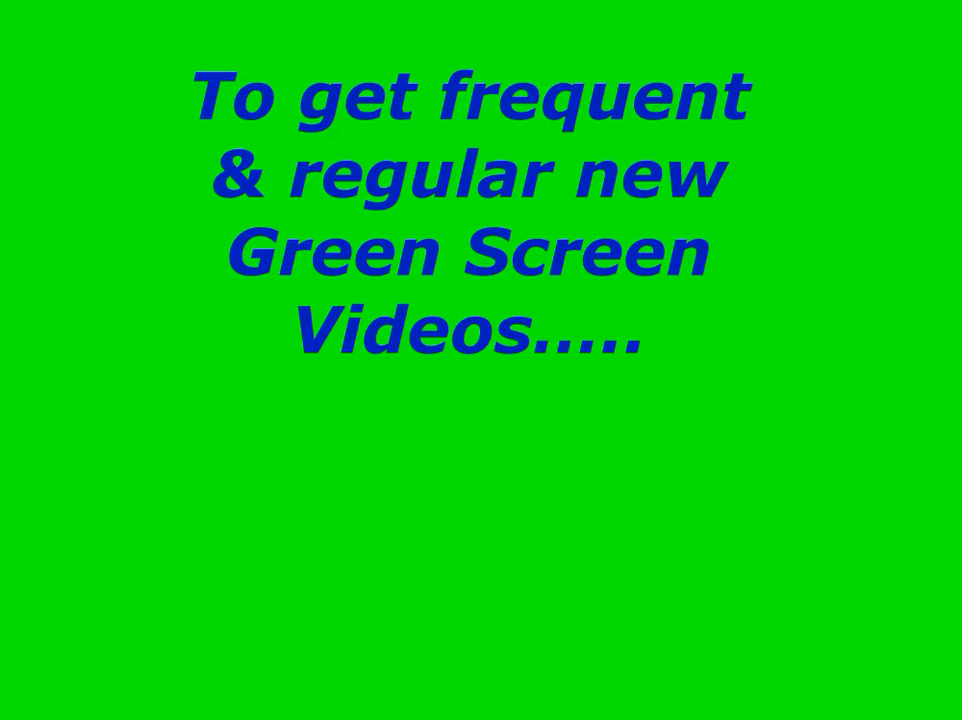 To get frequent
& regular new
Green Screen
Videos.....